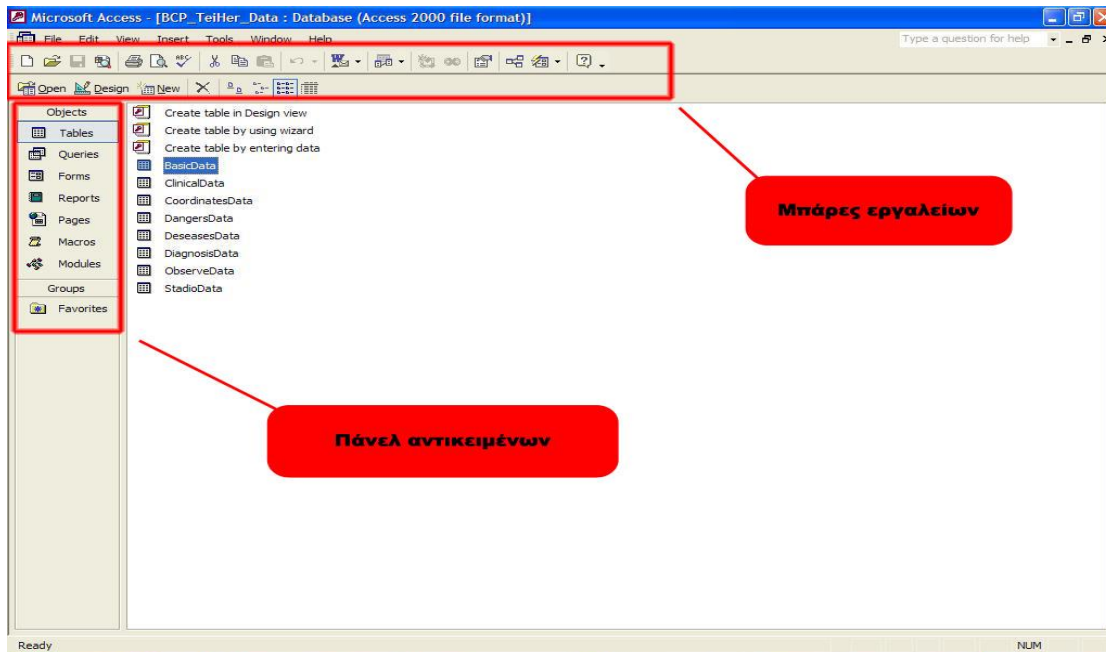 Microsoft Access - [BCP_TeiHer_Data : Database (Access 2000 file format)]
File Edit View Insert Tools Window Help
Type a question for help
Open Design New
Objects
Tables
Queries
Forms
Reports
Pages
Macros
Modules
Groups
Favorites
Create table in Design view
Create table by using wizard
Create table by entering data
BasicData
ClinicalData
CoordinatesData
DangersData
DeseasesData
DiagnosisData
ObserveData
StadioData
Μπάρες εργαλείων
Πάνελ αντικειμένων
Ready
NUM